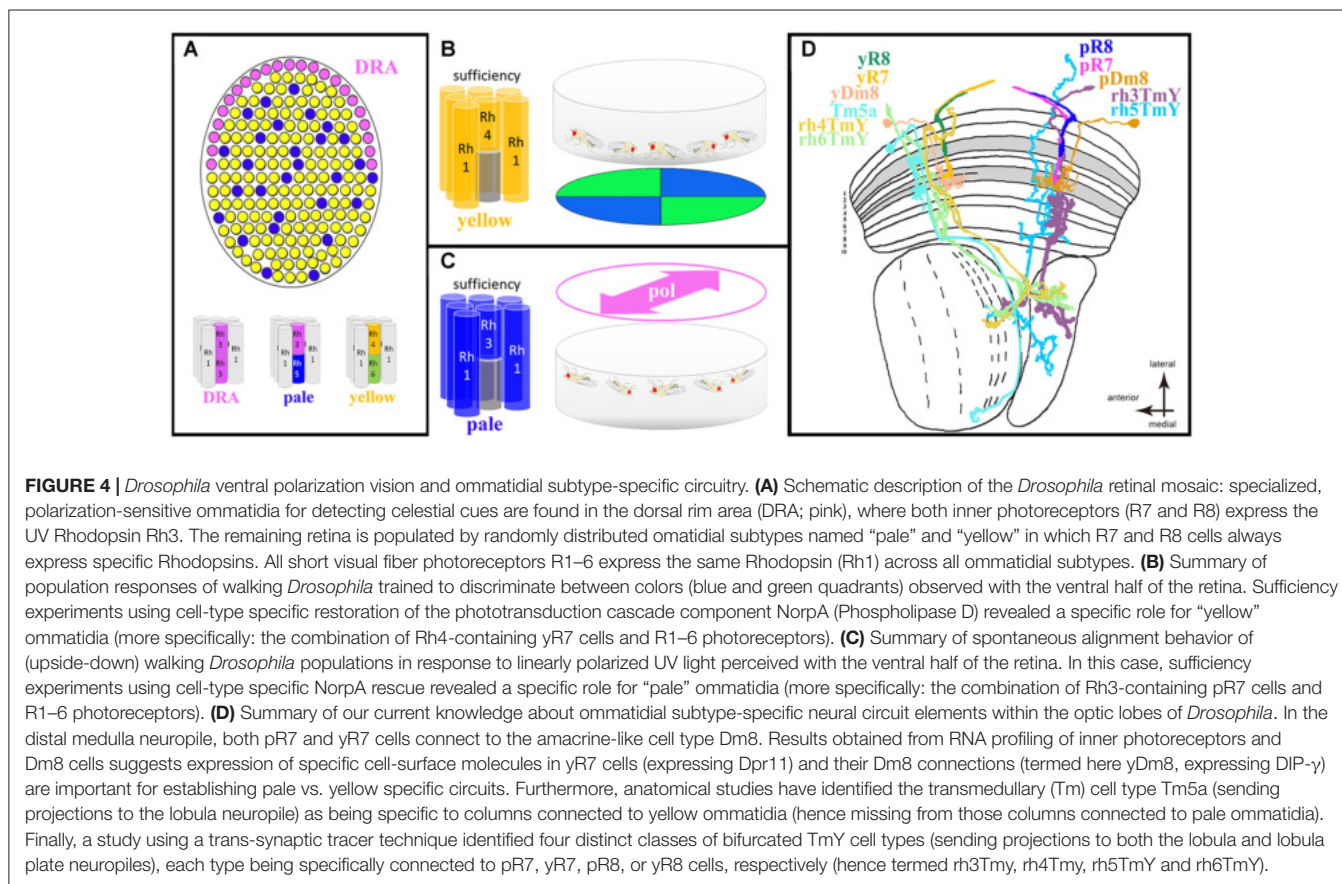 A
DRA
Rh 3
Rh 3
Rh 1
DRA
Rh 3
Rh 5
Rh 1
pale
Rh 4
Rh 6
Rh 1
yellow
B
sufficiency
Rh 4
Rh 1
Rh 1
yellow
C
sufficiency
Rh 3
Rh 1
Rh 1
pale
pol
D
yR8
yR7
yDm8
Tm5a
rh4TmY
rh6TmY
pR8
pR7
pDm8
rh3TmY
rh5TmY
1
2
3
4
5
6
7
8
9
10
lateral
anterior
medial
FIGURE 4 | Drosophila ventral polarization vision and ommatidial subtype-specific circuitry. (A) Schematic description of the Drosophila retinal mosaic: specialized,
polarization-sensitive ommatidia for detecting celestial cues are found in the dorsal rim area (DRA; pink), where both inner photoreceptors (R7 and R8) express the
UV Rhodopsin Rh3. The remaining retina is populated by randomly distributed omatidial subtypes named “pale” and “yellow” in which R7 and R8 cells always
express specific Rhodopsins. All short visual fiber photoreceptors R1–6 express the same Rhodopsin (Rh1) across all ommatidial subtypes. (B) Summary of
population responses of walking Drosophila trained to discriminate between colors (blue and green quadrants) observed with the ventral half of the retina. Sufficiency
experiments using cell-type specific restoration of the phototransduction cascade component NorpA (Phospholipase D) revealed a specific role for “yellow”
ommatidia (more specifically: the combination of Rh4-containing yR7 cells and R1–6 photoreceptors). (C) Summary of spontaneous alignment behavior of
(upside-down) walking Drosophila populations in response to linearly polarized UV light perceived with the ventral half of the retina. In this case, sufficiency
experiments using cell-type specific NorpA rescue revealed a specific role for “pale” ommatidia (more specifically: the combination of Rh3-containing pR7 cells and
R1–6 photoreceptors). (D) Summary of our current knowledge about ommatidial subtype-specific neural circuit elements within the optic lobes of Drosophila. In the
distal medulla neuropile, both pR7 and yR7 cells connect to the amacrine-like cell type Dm8. Results obtained from RNA profiling of inner photoreceptors and
Dm8 cells suggests expression of specific cell-surface molecules in yR7 cells (expressing Dpr11) and their Dm8 connections (termed here yDm8, expressing DIP-γ)
are important for establishing pale vs. yellow specific circuits. Furthermore, anatomical studies have identified the transmedullary (Tm) cell type Tm5a (sending
projections to the lobula neuropile) as being specific to columns connected to yellow ommatidia (hence missing from those columns connected to pale ommatidia).
Finally, a study using a trans-synaptic tracer technique identified four distinct classes of bifurcated TmY cell types (sending projections to both the lobula and lobula
plate neuropiles), each type being specifically connected to pR7, yR7, pR8, or yR8 cells, respectively (hence termed rh3Tmy, rh4Tmy, rh5TmY and rh6TmY).